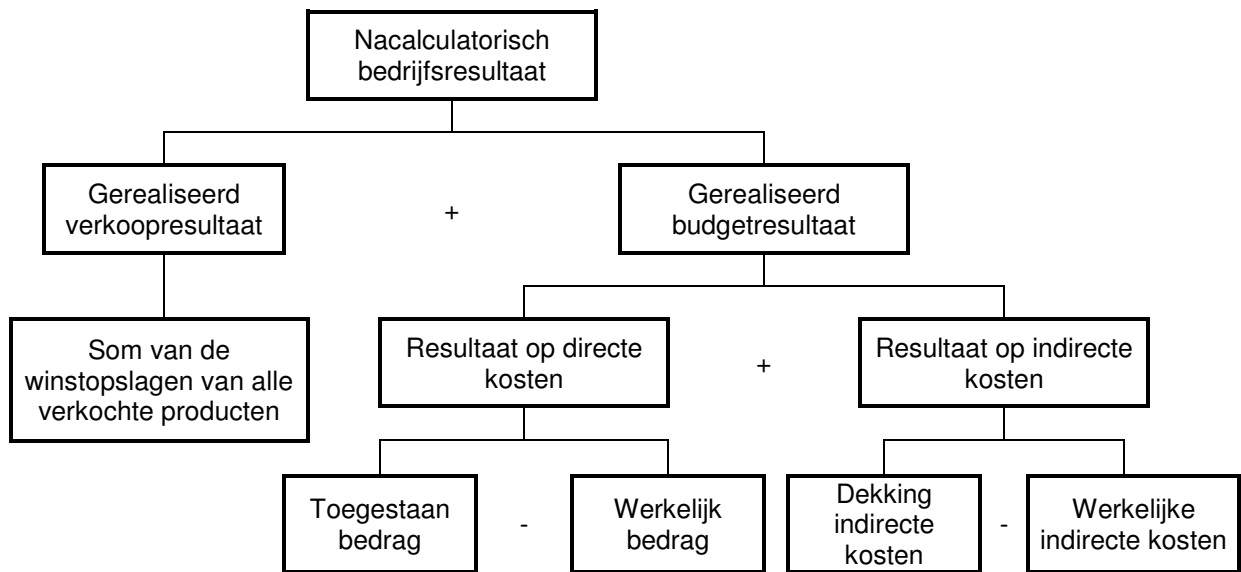 Nacalculatorisch
bedrijfsresultaat
Gerealiseerd
verkoopresultaat
+
Gerealiseerd
budgetresultaat
Som van de
winstopslagen van alle
verkochte producten
Resultaat op directe
kosten
+
Resultaat op indirecte
kosten
Toegestaan
bedrag
-
Werkelijk
bedrag
Dekking
indirecte
kosten
-
Werkelijke
indirecte kosten